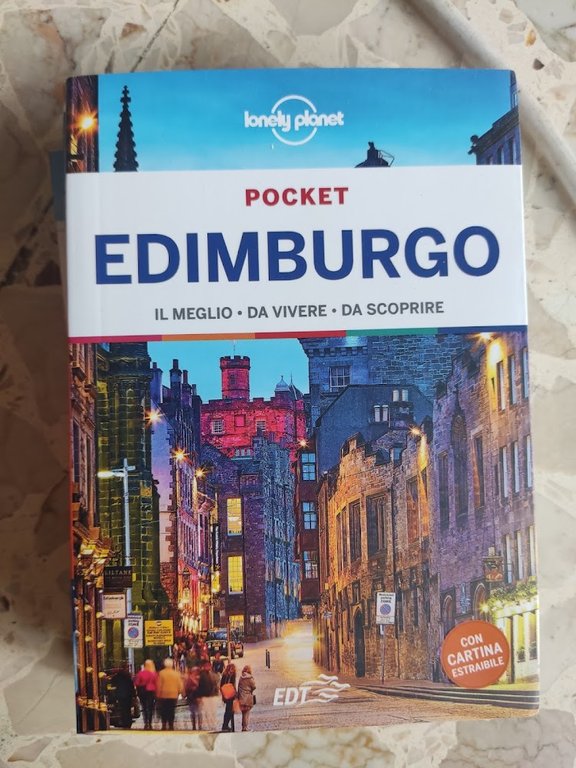 lonely planet
POCKET
EDIMBURGO
IL MEGLIO • DA VIVERE • DA SCOPRIRE
CON
CARTINA
ESTRAIBILE
EDT